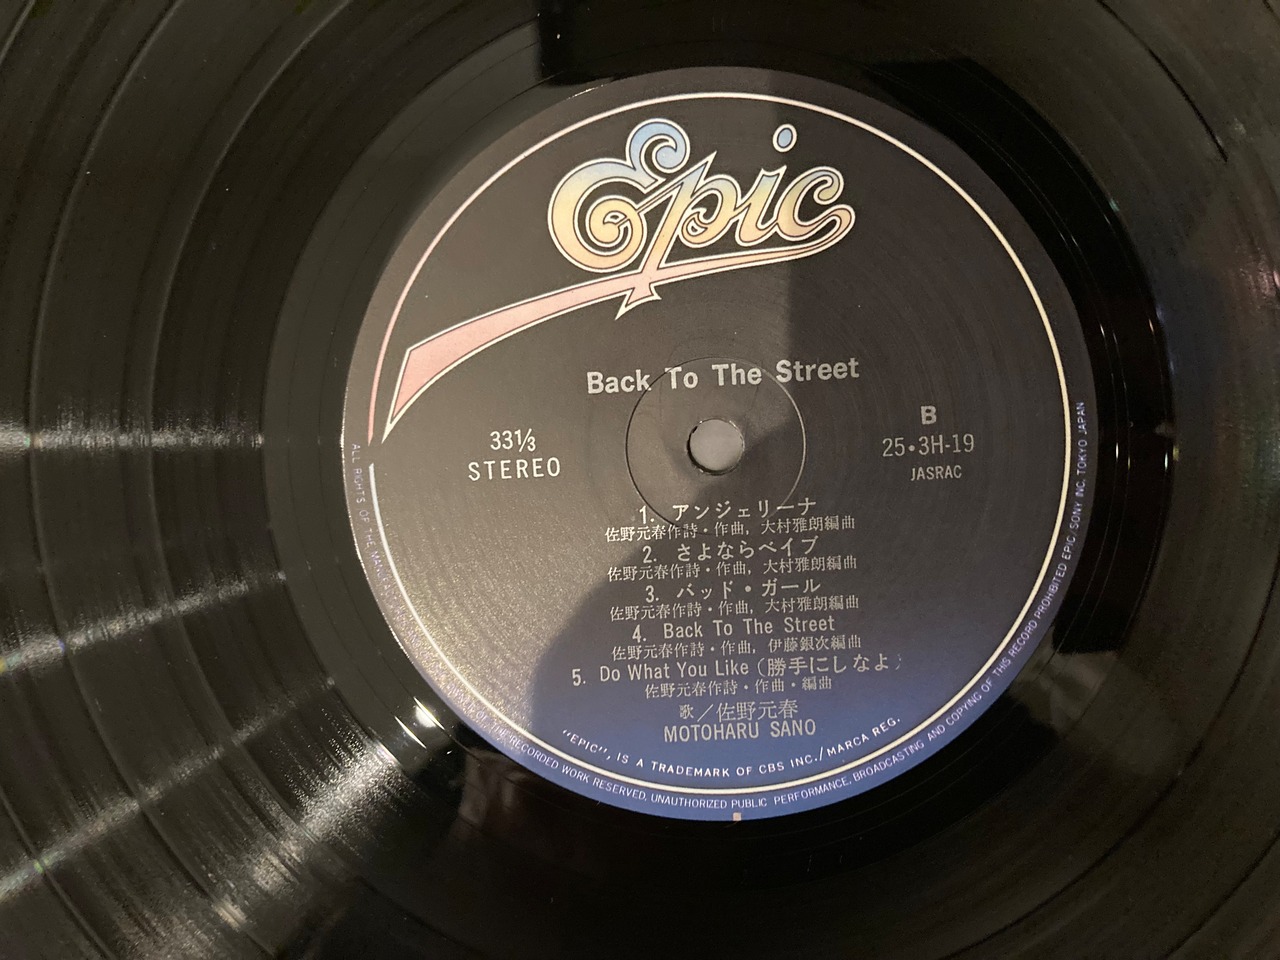 Epic
Back To The Street
33⅓
STEREO
B
25・3H-19
JASRAC
1. アンジェリーナ
佐野元春作詩・作曲, 大村雅朗編曲
2. さよならベイブ
佐野元春作詩・作曲, 大村雅朗編曲
3. バッド・ガール
佐野元春作詩・作曲, 大村雅朗編曲
4. Back To The Street
佐野元春作詩・作曲, 伊藤銀次編曲
5. Do What You Like (勝手にしなよ)
佐野元春作詩・作曲・編曲
歌／佐野元春
MOTOHARU SANO
"EPIC", IS A TRADEMARK OF CBS INC./MARCA REG.
ALL RIGHTS OF THE RECORDED WORK RESERVED. UNAUTHORIZED PUBLIC PERFORMANCE, BROADCASTING AND COPYING OF THIS RECORD PROHIBITED EPIC/SONY INC. TOKYO JAPAN